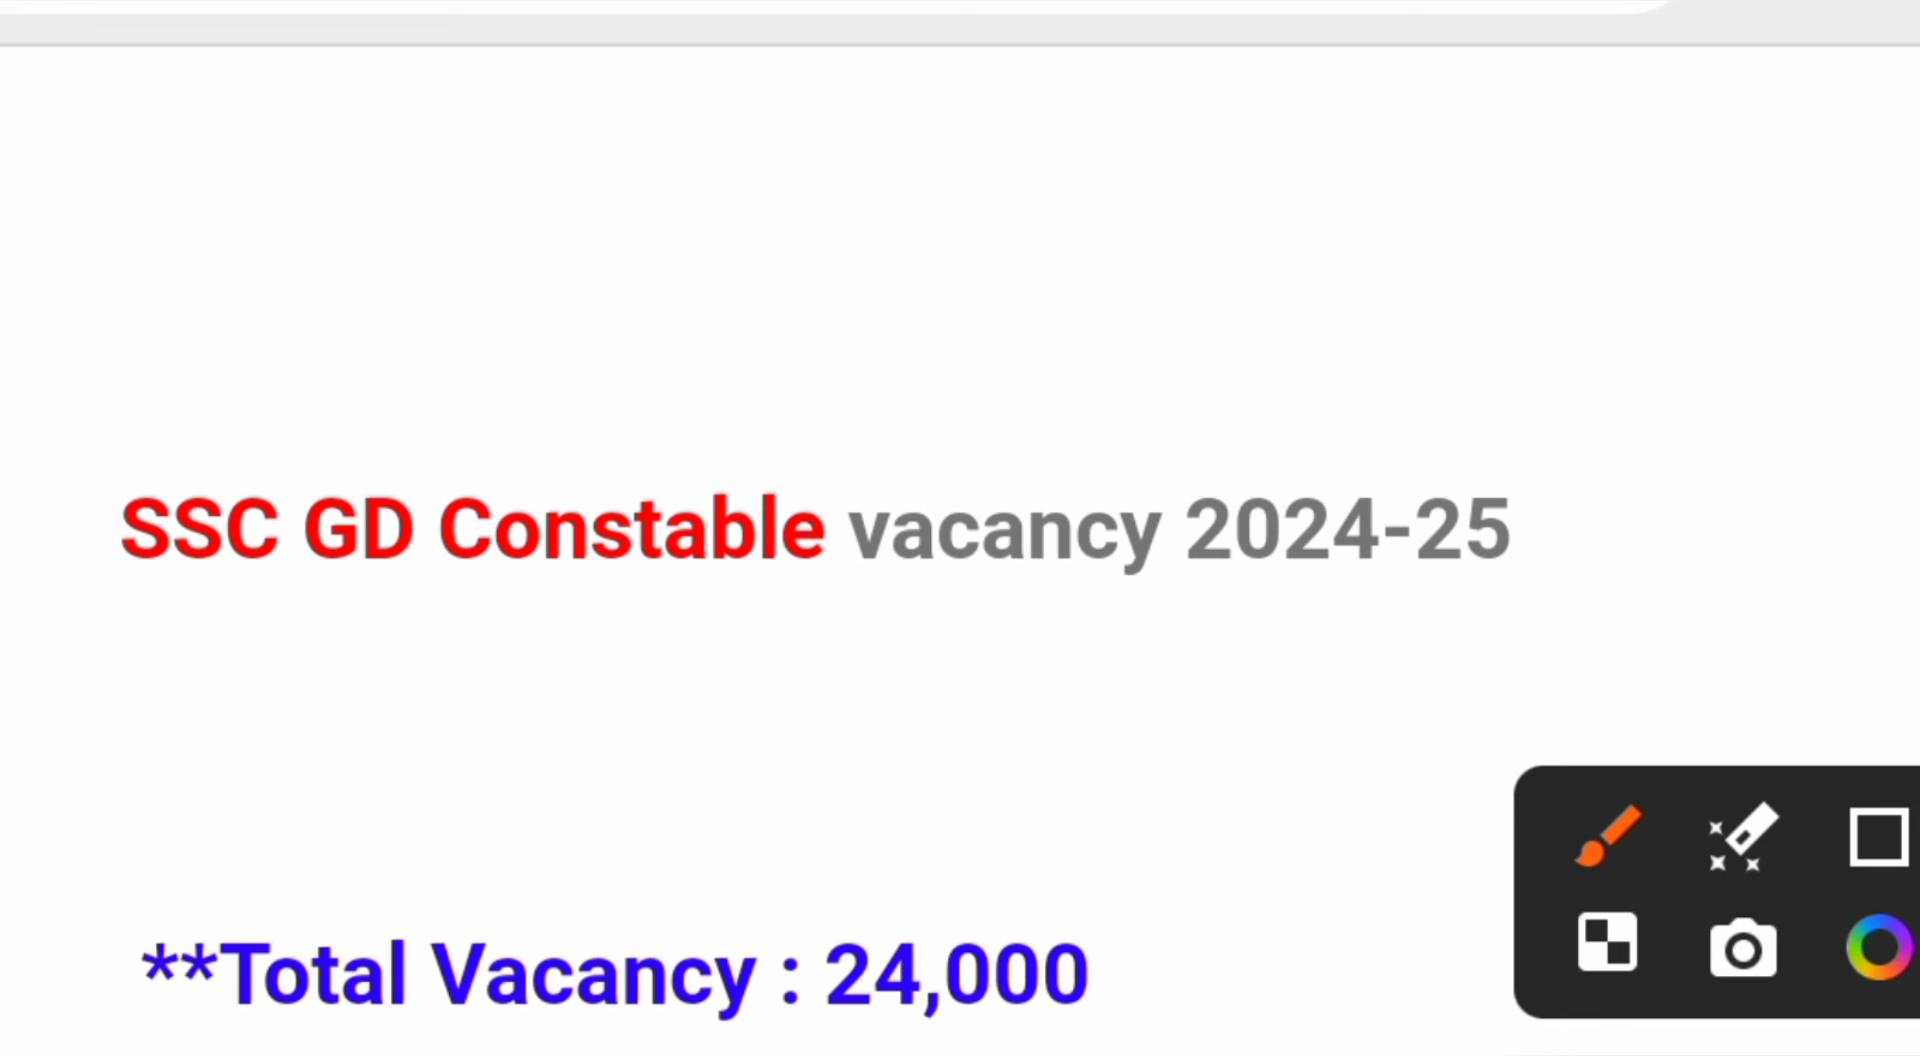 SSC GD Constable vacancy 2024-25
**Total Vacancy : 24,000